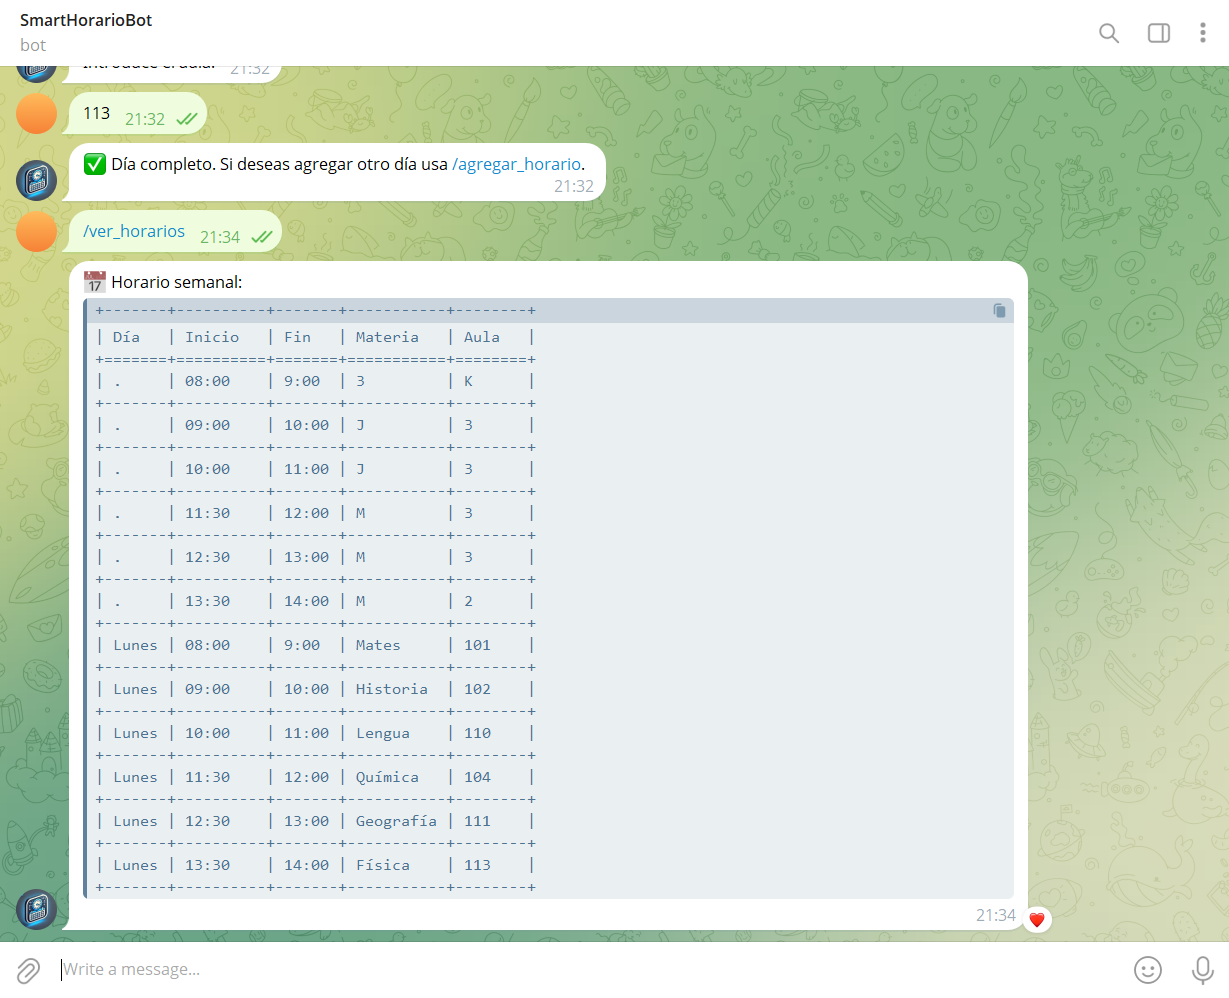 SmartHorarioBot
bot
21:32
113 21:32
✅ Día completo. Si deseas agregar otro día usa /agregar_horario.
21:32
/ver_horarios 21:34
17 Horario semanal:
+-------+----------+-------+-----------+--------+
| Día   | Inicio   | Fin   | Materia   | Aula   |
+=======+==========+=======+===========+========+
| .     | 08:00    | 9:00  | 3         | K      |
+-------+----------+-------+-----------+--------+
| .     | 09:00    | 10:00 | J         | 3      |
+-------+----------+-------+-----------+--------+
| .     | 10:00    | 11:00 | J         | 3      |
+-------+----------+-------+-----------+--------+
| .     | 11:30    | 12:00 | M         | 3      |
+-------+----------+-------+-----------+--------+
| .     | 12:30    | 13:00 | M         | 3      |
+-------+----------+-------+-----------+--------+
| .     | 13:30    | 14:00 | M         | 2      |
+-------+----------+-------+-----------+--------+
| Lunes | 08:00    | 9:00  | Mates     | 101    |
+-------+----------+-------+-----------+--------+
| Lunes | 09:00    | 10:00 | Historia  | 102    |
+-------+----------+-------+-----------+--------+
| Lunes | 10:00    | 11:00 | Lengua    | 110    |
+-------+----------+-------+-----------+--------+
| Lunes | 11:30    | 12:00 | Química   | 104    |
+-------+----------+-------+-----------+--------+
| Lunes | 12:30    | 13:00 | Geografía | 111    |
+-------+----------+-------+-----------+--------+
| Lunes | 13:30    | 14:00 | Física    | 113    |
+-------+----------+-------+-----------+--------+
21:34
Write a message...